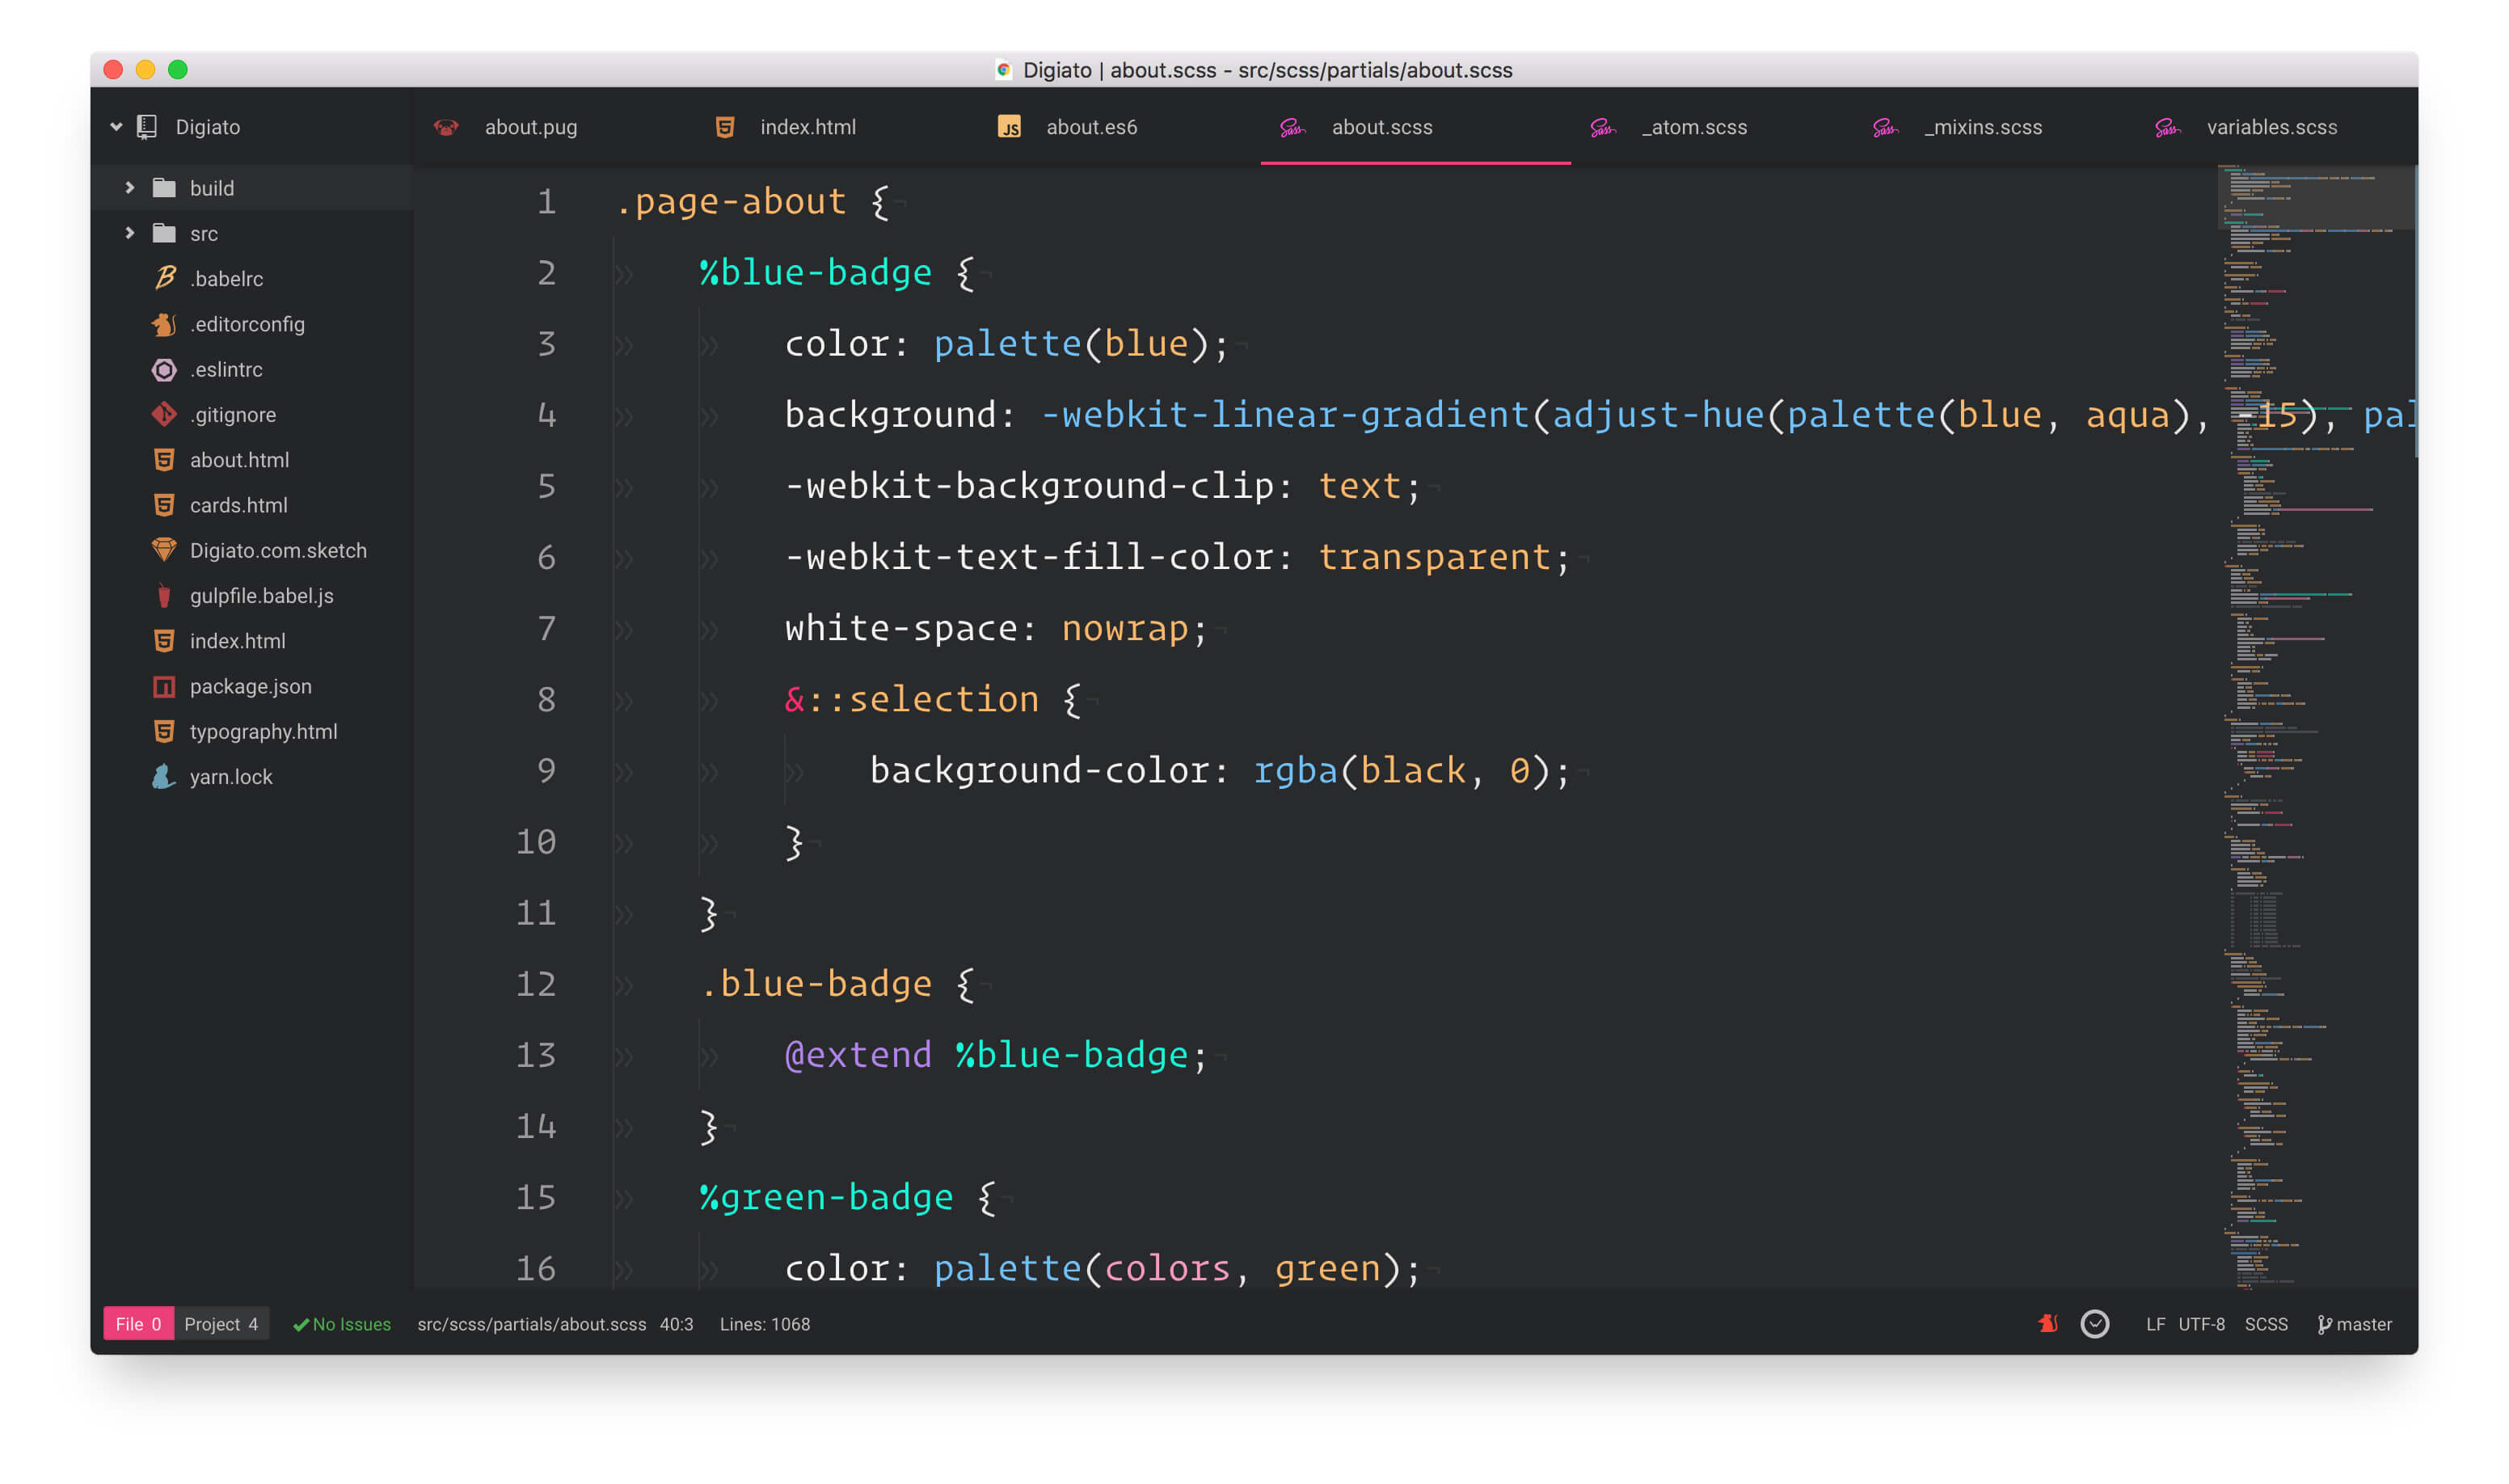 Digiato | about.scss - src/scss/partials/about.scss
Digiato
about.pug
index.html
about.es6
about.scss
_atom.scss
_mixins.scss
variables.scss
build
src
.babelrc
.editorconfig
.eslintrc
.gitignore
about.html
cards.html
Digiato.com.sketch
gulpfile.babel.js
index.html
package.json
typography.html
yarn.lock
1 .page-about {
2 %blue-badge {
3 color: palette(blue);
4 background: -webkit-linear-gradient(adjust-hue(palette(blue, aqua), -15), pal
5 -webkit-background-clip: text;
6 -webkit-text-fill-color: transparent;
7 white-space: nowrap;
8 &::selection {
9 background-color: rgba(black, 0);
10 }
11 }
12 .blue-badge {
13 @extend %blue-badge;
14 }
15 %green-badge {
16 color: palette(colors, green);
File 0 Project 4 No Issues src/scss/partials/about.scss 40:3 Lines: 1068 LF UTF-8 SCSS master